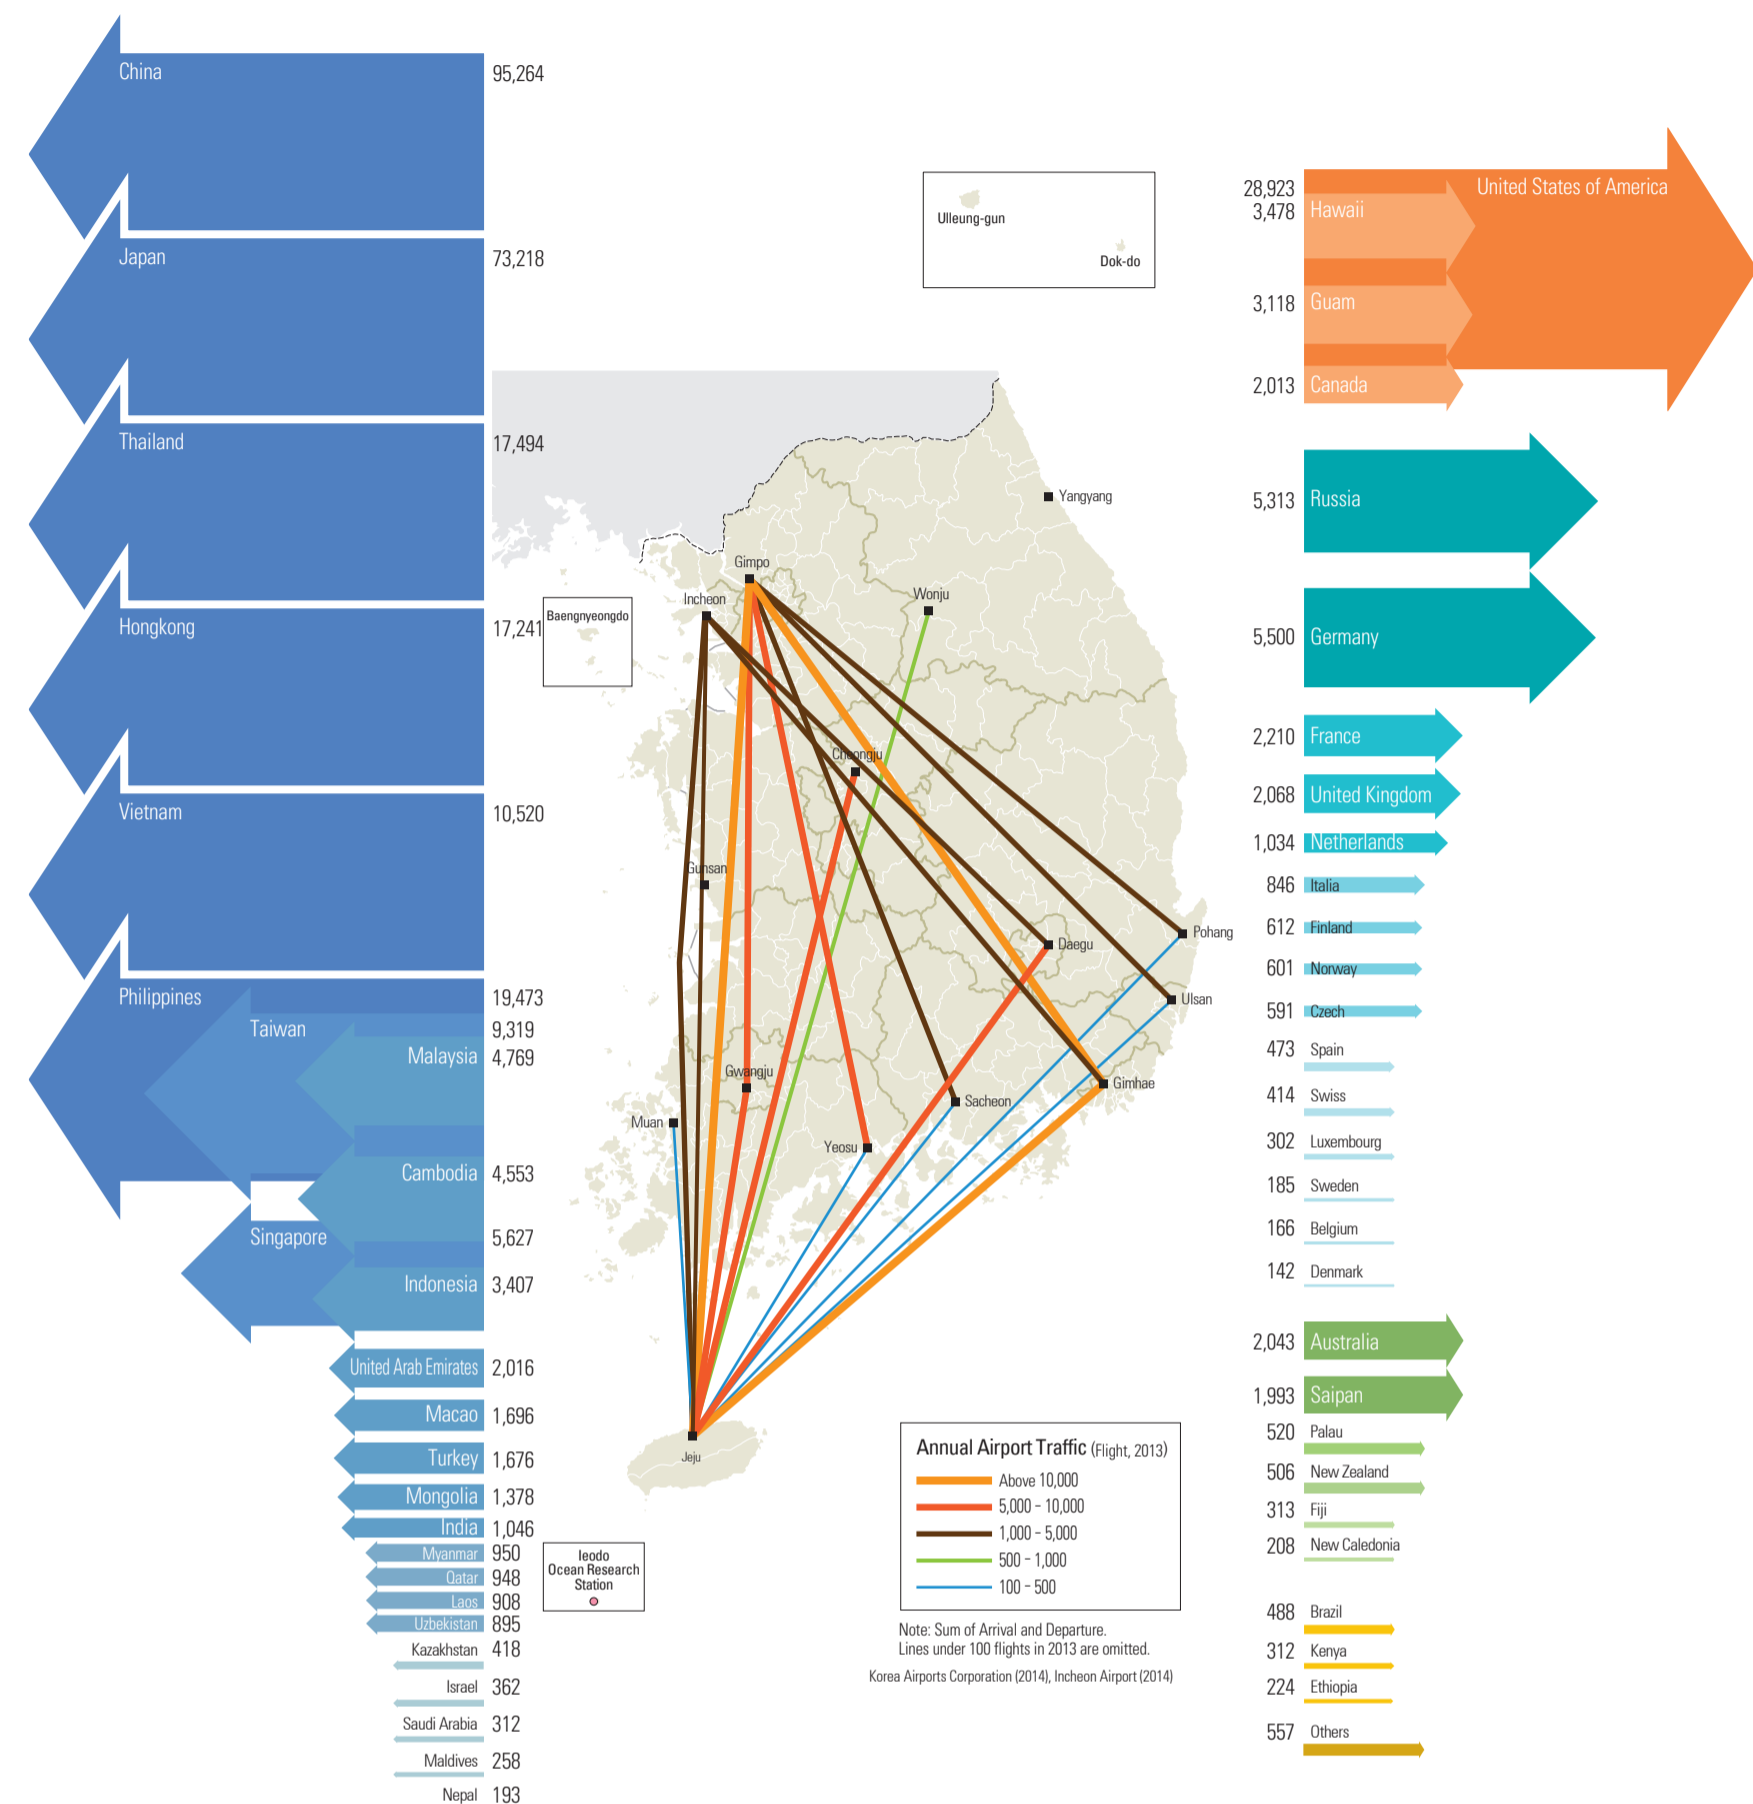 China 95,264
Japan 73,218
Thailand 17,494
Hongkong 17,241
Vietnam 10,520
Philippines 19,473
Taiwan 9,319
Malaysia 4,769
Cambodia 4,553
Singapore 5,627
Indonesia 3,407
United Arab Emirates 2,016
Macao 1,696
Turkey 1,676
Mongolia 1,378
India 1,046
Myanmar 950
Qatar 948
Laos 908
Uzbekistan 895
Kazakhstan 418
Israel 362
Saudi Arabia 312
Maldives 258
Nepal 193
Ulleung-gun
Dok-do
Yangyang
Gimpo
Incheon
Wonju
Baengnyeongdo
Cheongju
Gunsan
Pohang
Daegu
Ulsan
Gwangju
Gimhae
Sacheon
Muan
Yeosu
Jeju
Ieodo
Ocean Research
Station
Annual Airport Traffic (Flight, 2013)
Above 10,000
5,000 - 10,000
1,000 - 5,000
500 - 1,000
100 - 500
Note: Sum of Arrival and Departure.
Lines under 100 flights in 2013 are omitted.
Korea Airports Corporation (2014), Incheon Airport (2014)
28,923 United States of America
3,478 Hawaii
3,118 Guam
2,013 Canada
5,313 Russia
5,500 Germany
2,210 France
2,068 United Kingdom
1,034 Netherlands
846 Italia
612 Finland
601 Norway
591 Czech
473 Spain
414 Swiss
302 Luxembourg
185 Sweden
166 Belgium
142 Denmark
2,043 Australia
1,993 Saipan
520 Palau
506 New Zealand
313 Fiji
208 New Caledonia
488 Brazil
312 Kenya
224 Ethiopia
557 Others